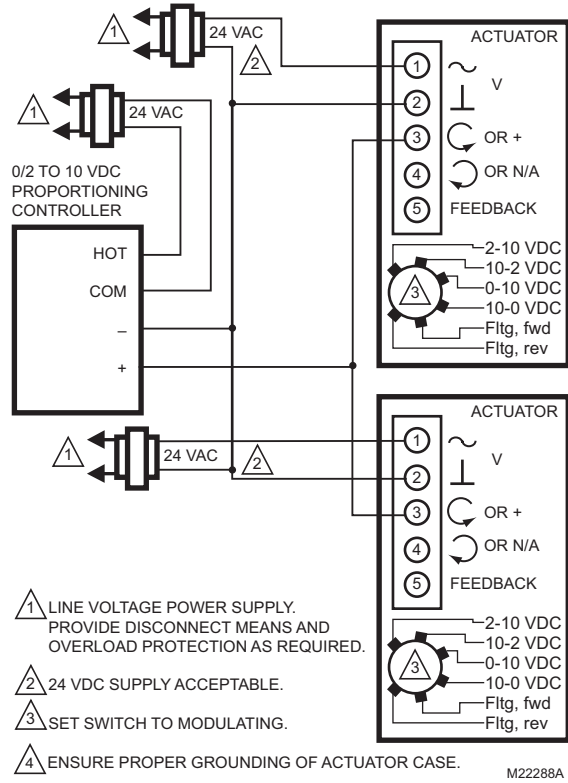 1
24 VAC
2
1
24 VAC
0/2 TO 10 VDC
PROPORTIONING
CONTROLLER
HOT
COM
–
+
ACTUATOR
1
V
2
3 OR +
4 OR N/A
5 FEEDBACK
2-10 VDC
10-2 VDC
3 0-10 VDC
10-0 VDC
Fltg, fwd
Fltg, rev
1
24 VAC
2
ACTUATOR
1
V
2
3 OR +
4 OR N/A
5 FEEDBACK
2-10 VDC
10-2 VDC
3 0-10 VDC
10-0 VDC
Fltg, fwd
Fltg, rev
1 LINE VOLTAGE POWER SUPPLY.
PROVIDE DISCONNECT MEANS AND
OVERLOAD PROTECTION AS REQUIRED.
2 24 VDC SUPPLY ACCEPTABLE.
3 SET SWITCH TO MODULATING.
4 ENSURE PROPER GROUNDING OF ACTUATOR CASE.
M22288A